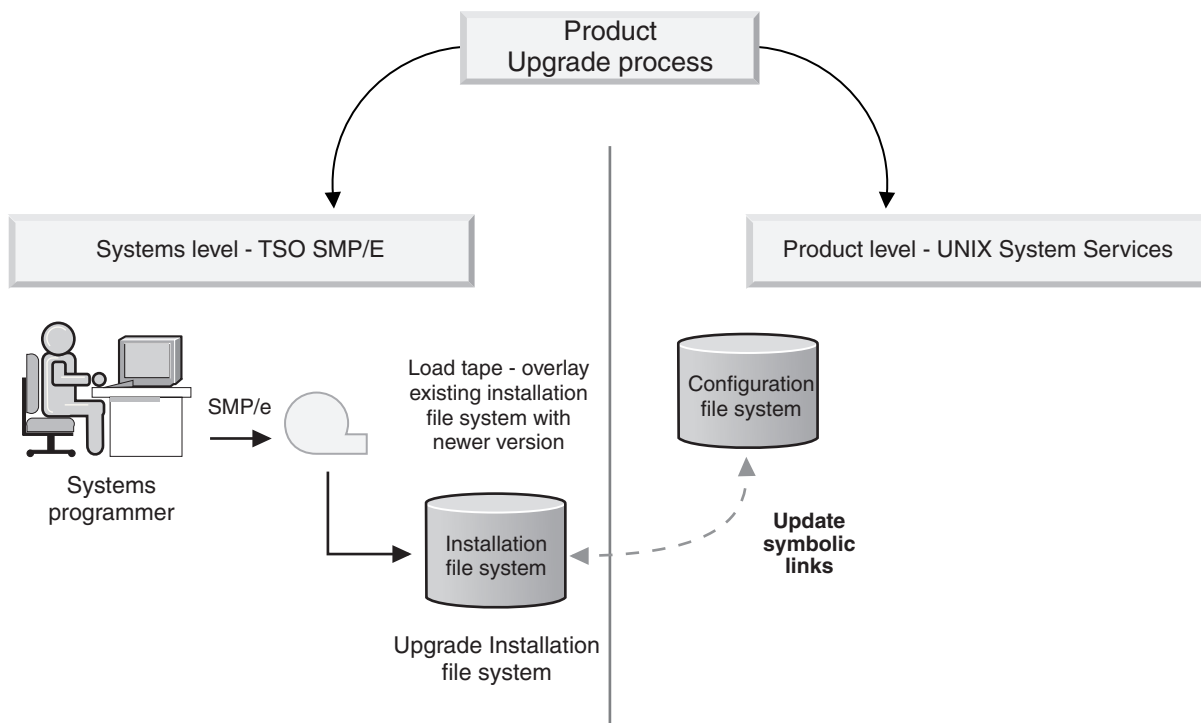 Product
Upgrade process
Systems level - TSO SMP/E
Product level - UNIX System Services
SMP/e
Systems
programmer
Load tape - overlay
existing installation
file system with
newer version
Installation
file system
Upgrade Installation
file system
Configuration
file system
Update
symbolic
links